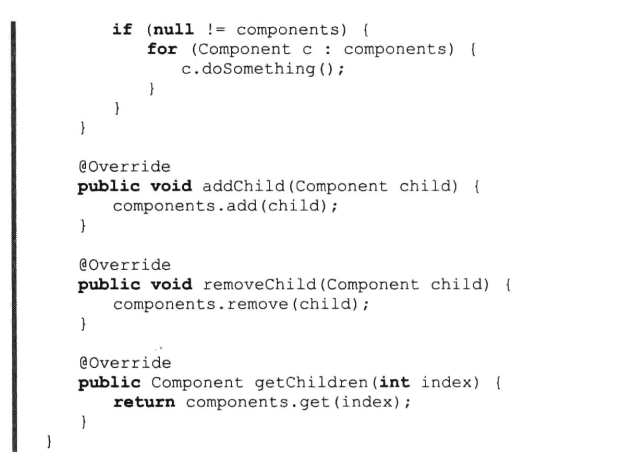 if (null != components) {
for (Component c : components) {
c.doSomething();
}
}
}
@Override
public void addChild(Component child) {
components.add(child);
}
@Override
public void removeChild(Component child) {
components.remove(child);
}
@Override
public Component getChildren(int index) {
return components.get(index);
}
}